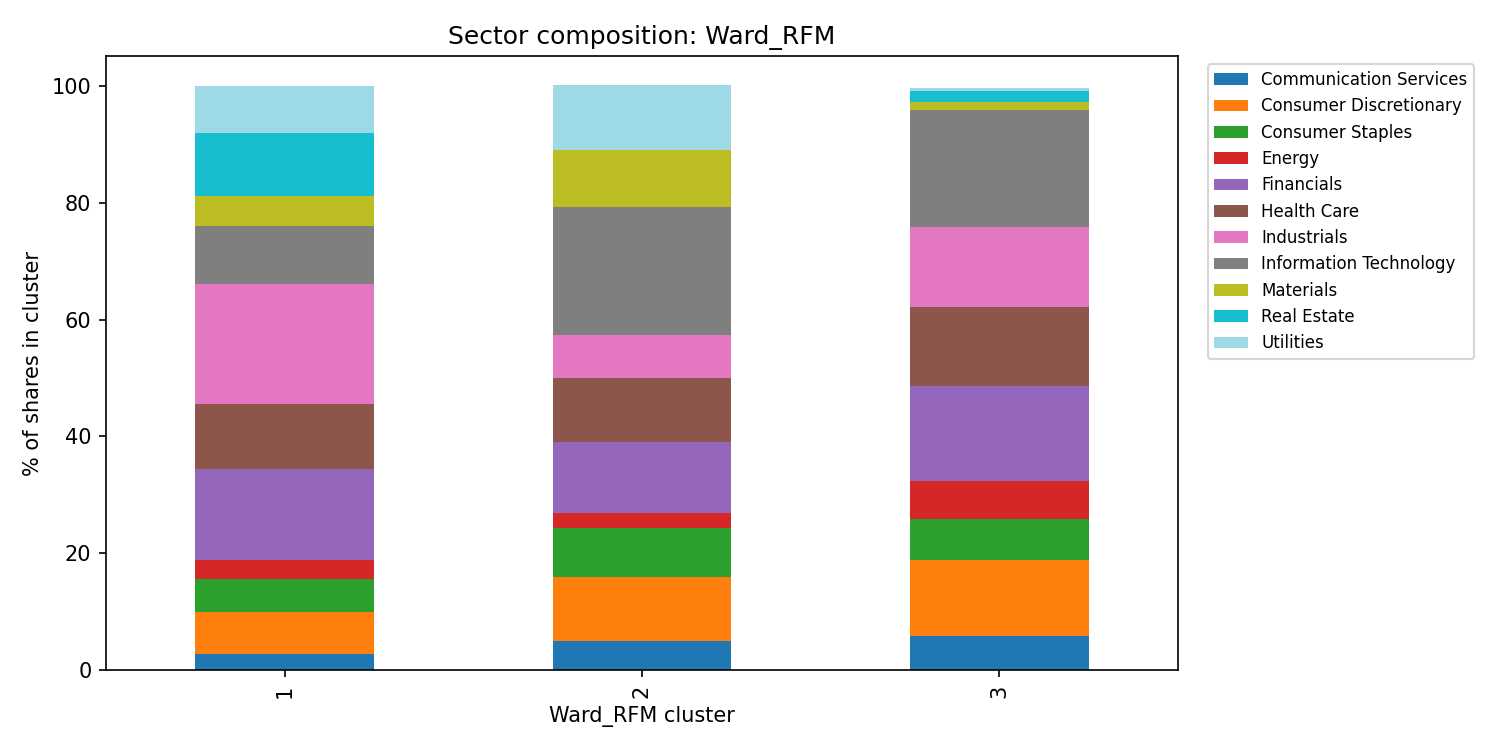 Sector composition: Ward_RFM
% of shares in cluster
100
80
60
40
20
0
1
2
3
Ward_RFM cluster
Communication Services
Consumer Discretionary
Consumer Staples
Energy
Financials
Health Care
Industrials
Information Technology
Materials
Real Estate
Utilities